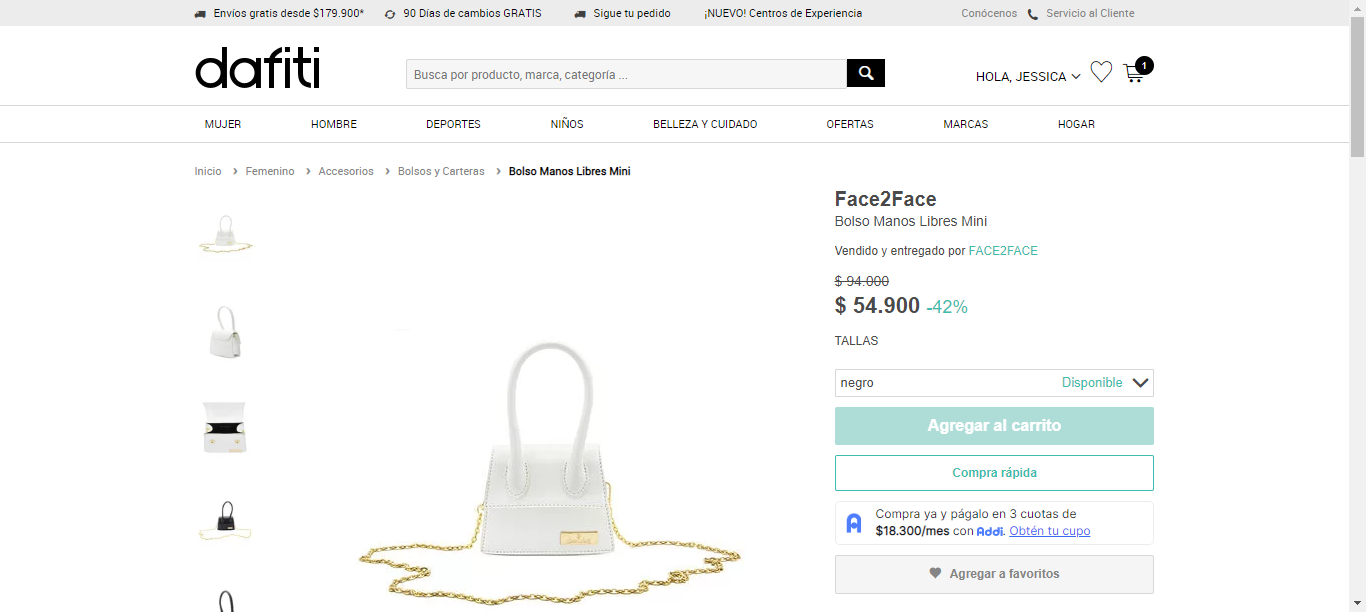 Envíos gratis desde $179.900*
90 Días de cambios GRATIS
Sigue tu pedido
¡NUEVO! Centros de Experiencia
Conócenos
Servicio al Cliente
dafiti
Busca por producto, marca, categoría ...
HOLA, JESSICA
1
MUJER
HOMBRE
DEPORTES
NIÑOS
BELLEZA Y CUIDADO
OFERTAS
MARCAS
HOGAR
Inicio > Femenino > Accesorios > Bolsos y Carteras > Bolso Manos Libres Mini
Face2Face
Bolso Manos Libres Mini
Vendido y entregado por FACE2FACE
$ 94.000
$ 54.900 -42%
TALLAS
negro Disponible
Agregar al carrito
Compra rápida
Compra ya y págalo en 3 cuotas de
$18.300/mes con Addi. Obtén tu cupo
Agregar a favoritos